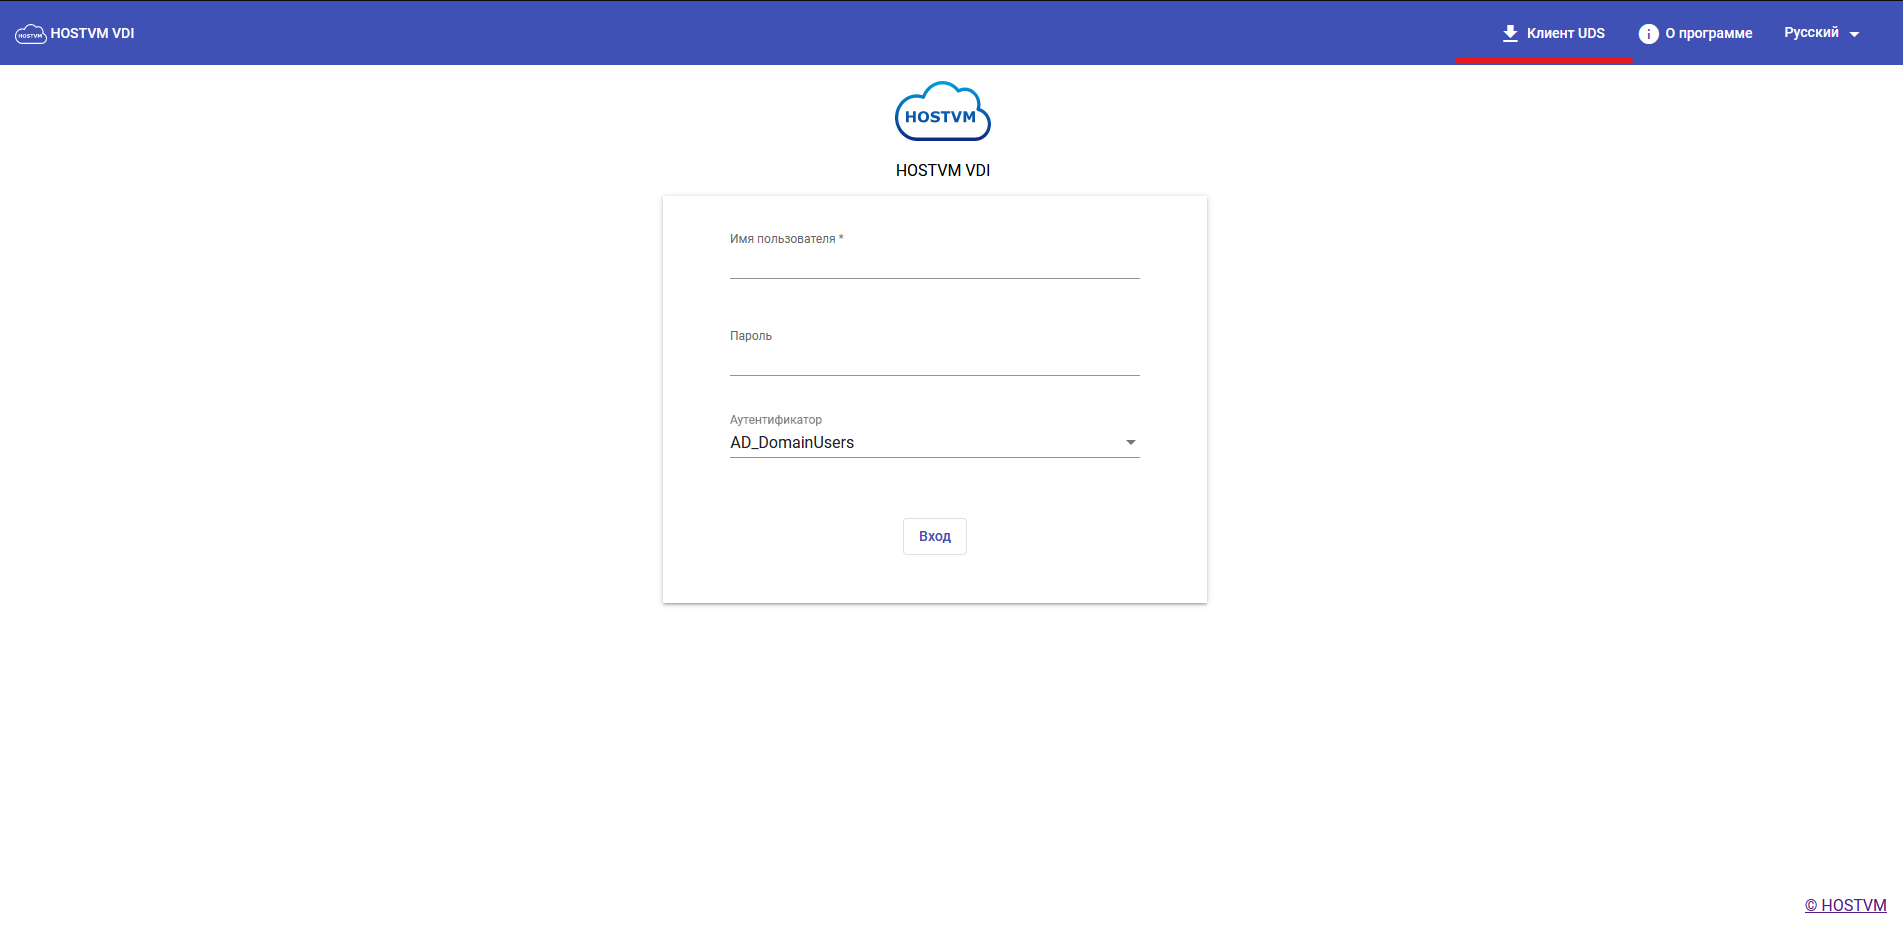 HOSTVM HOSTVM VDI
Клиент UDS
О программе
Русский
HOSTVM
HOSTVM VDI
Имя пользователя *
Пароль
Аутентификатор
AD_DomainUsers
Вход
© HOSTVM